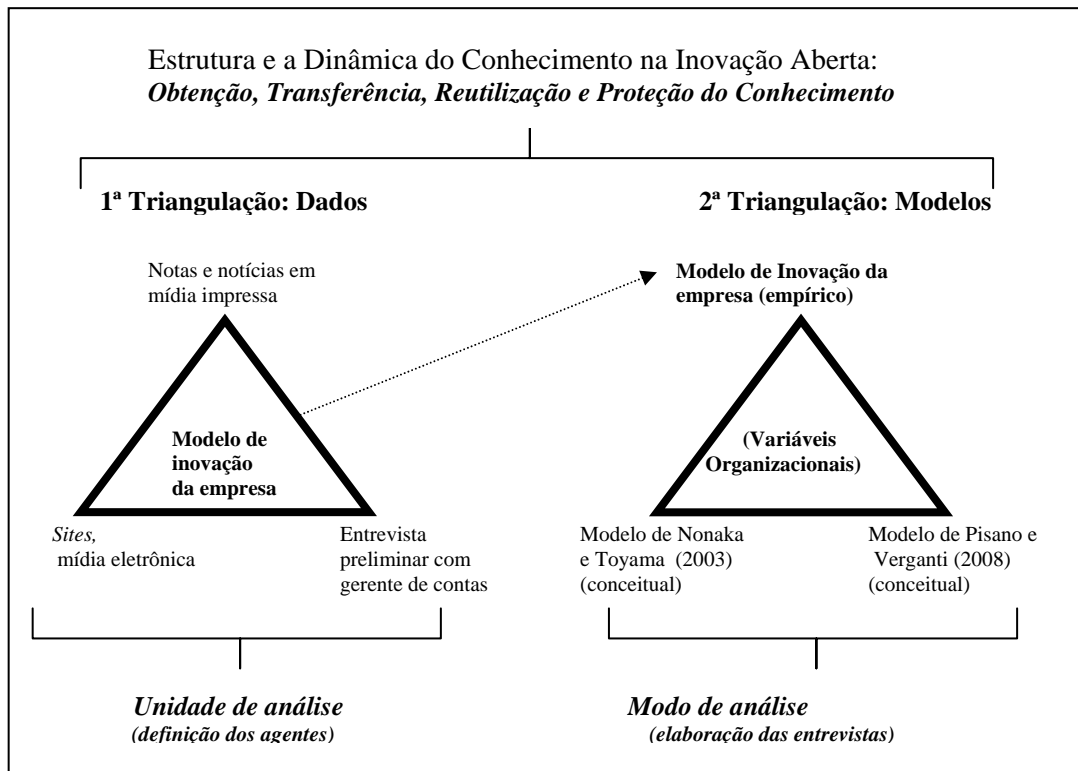 Estrutura e a Dinâmica do Conhecimento na Inovação Aberta:
Obtenção, Transferência, Reutilização e Proteção do Conhecimento
1ª Triangulação: Dados
Notas e notícias em
mídia impressa
Modelo de
inovação
da empresa
Sites,
mídia eletrônica
Entrevista
preliminar com
gerente de contas
Unidade de análise
(definição dos agentes)
2ª Triangulação: Modelos
Modelo de Inovação da
empresa (empírico)
(Variáveis
Organizacionais)
Modelo de Nonaka
e Toyama (2003)
(conceitual)
Modelo de Pisano e
Verganti (2008)
(conceitual)
Modo de análise
(elaboração das entrevistas)